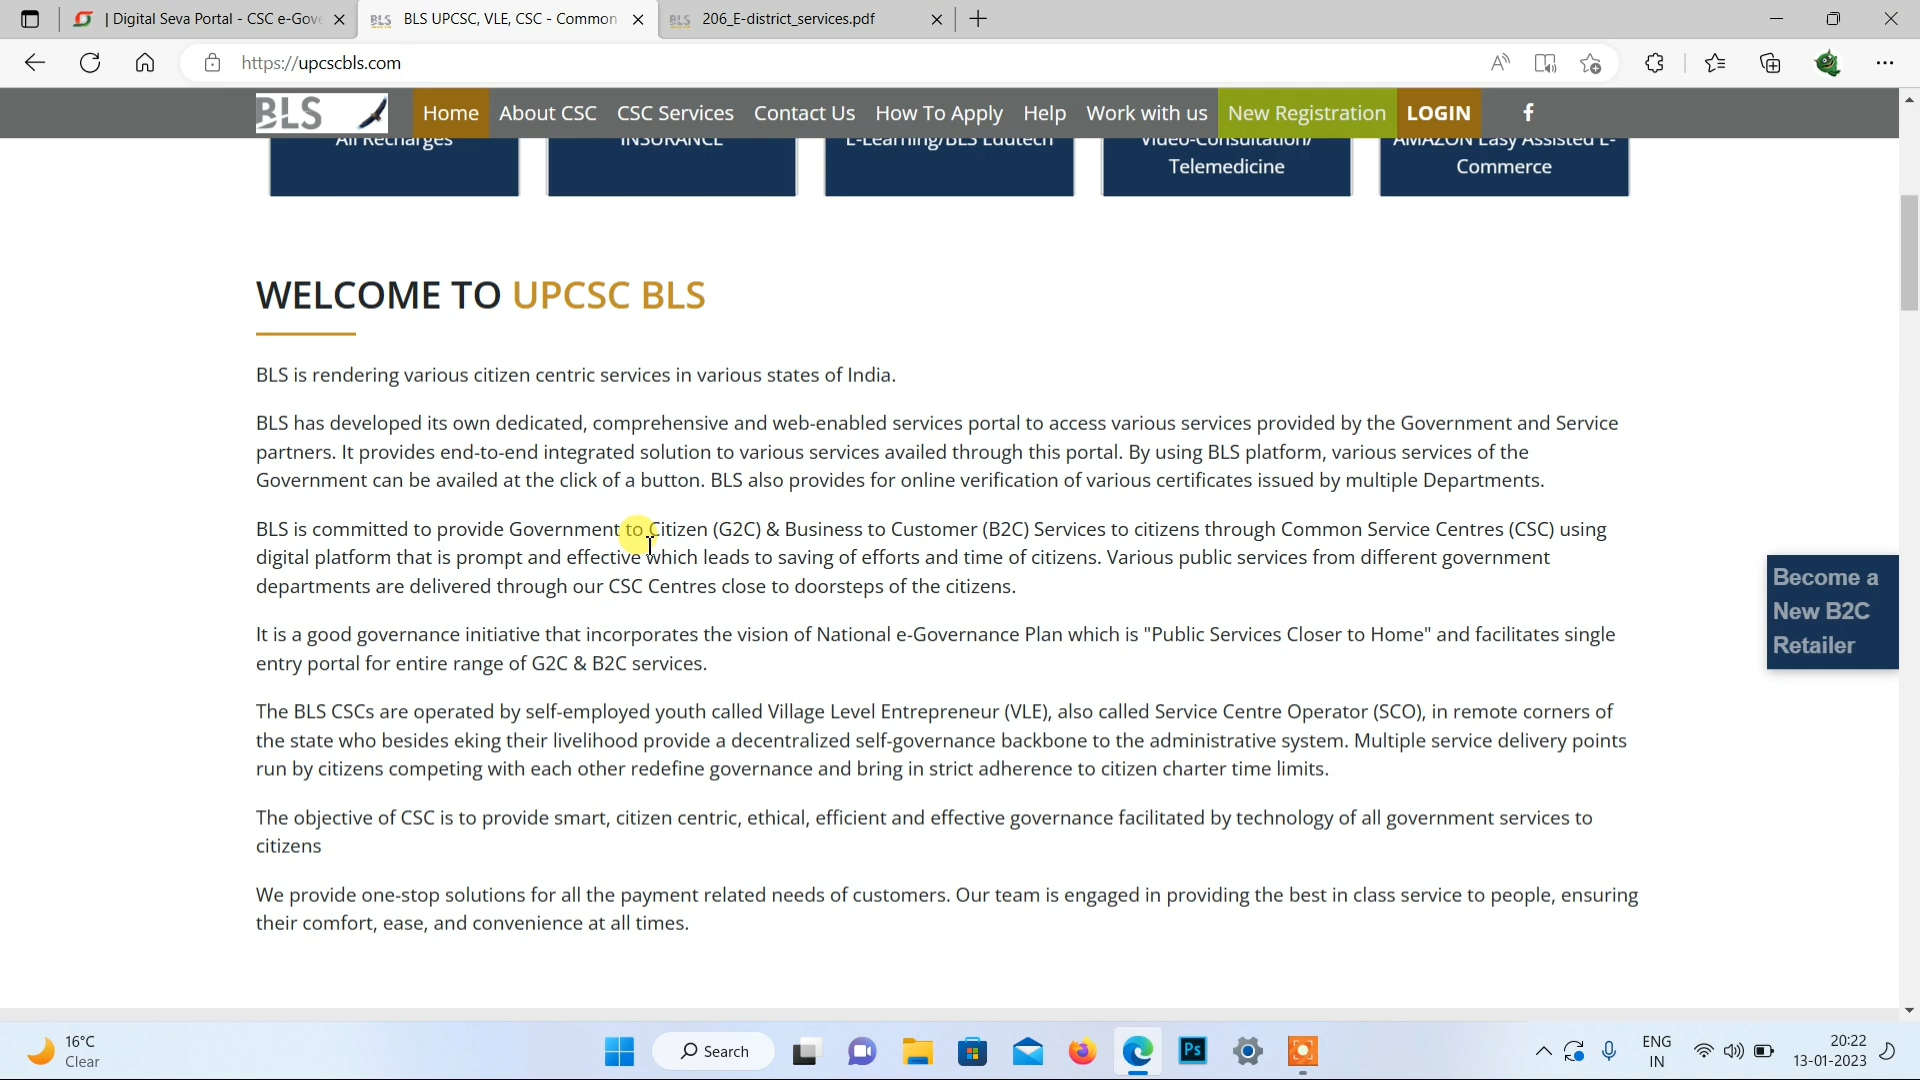 | Digital Seva Portal - CSC e-Gove
BLS UPCSC, VLE, CSC - Common
206_E-district_services.pdf
https://upcscbls.com
BLS
Home
About CSC
CSC Services
Contact Us
How To Apply
Help
Work with us
New Registration
LOGIN
All Recharges
INSURANCE
E-Learning/BLS Edutech
Video-Consultation/
Telemedicine
AMAZON Easy Assisted E-
Commerce
WELCOME TO UPCSC BLS
BLS is rendering various citizen centric services in various states of India.
BLS has developed its own dedicated, comprehensive and web-enabled services portal to access various services provided by the Government and Service
partners. It provides end-to-end integrated solution to various services availed through this portal. By using BLS platform, various services of the
Government can be availed at the click of a button. BLS also provides for online verification of various certificates issued by multiple Departments.
BLS is committed to provide Government to Citizen (G2C) & Business to Customer (B2C) Services to citizens through Common Service Centres (CSC) using
digital platform that is prompt and effective which leads to saving of efforts and time of citizens. Various public services from different government
departments are delivered through our CSC Centres close to doorsteps of the citizens.
It is a good governance initiative that incorporates the vision of National e-Governance Plan which is "Public Services Closer to Home" and facilitates single
entry portal for entire range of G2C & B2C services.
The BLS CSCs are operated by self-employed youth called Village Level Entrepreneur (VLE), also called Service Centre Operator (SCO), in remote corners of
the state who besides eking their livelihood provide a decentralized self-governance backbone to the administrative system. Multiple service delivery points
run by citizens competing with each other redefine governance and bring in strict adherence to citizen charter time limits.
The objective of CSC is to provide smart, citizen centric, ethical, efficient and effective governance facilitated by technology of all government services to
citizens
We provide one-stop solutions for all the payment related needs of customers. Our team is engaged in providing the best in class service to people, ensuring
their comfort, ease, and convenience at all times.
Become a
New B2C
Retailer
16°C
Clear
Search
Ps
ENG
IN
20:22
13-01-2023